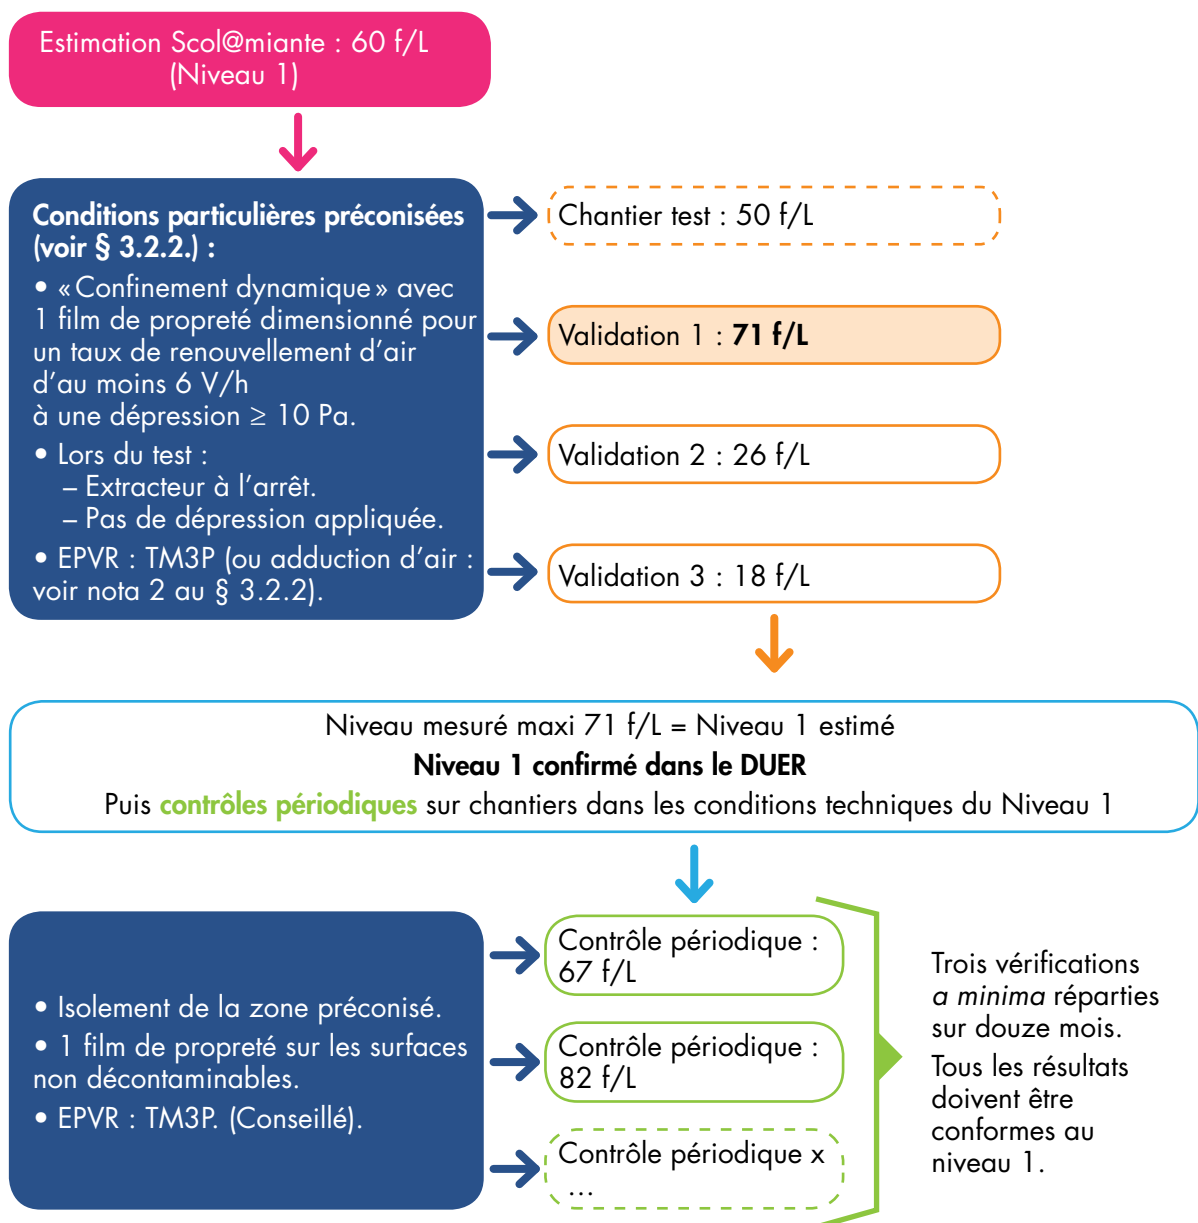 Estimation Scol@miante : 60 f/L
(Niveau 1)
Conditions particulières préconisées
(voir § 3.2.2.) :
• « Confinement dynamique » avec
1 film de propreté dimensionné pour
un taux de renouvellement d’air
d’au moins 6 V/h
à une dépression ≥ 10 Pa.
• Lors du test :
– Extracteur à l’arrêt.
– Pas de dépression appliquée.
• EPVR : TM3P (ou adduction d’air :
voir nota 2 au § 3.2.2).
Chantier test : 50 f/L
Validation 1 : 71 f/L
Validation 2 : 26 f/L
Validation 3 : 18 f/L
Niveau mesuré maxi 71 f/L = Niveau 1 estimé
Niveau 1 confirmé dans le DUER
Puis contrôles périodiques sur chantiers dans les conditions techniques du Niveau 1
• Isolement de la zone préconisé.
• 1 film de propreté sur les surfaces
non décontaminables.
• EPVR : TM3P. (Conseillé).
Contrôle périodique :
67 f/L
Contrôle périodique :
82 f/L
Contrôle périodique x
...
Trois vérifications
a minima réparties
sur douze mois.
Tous les résultats
doivent être
conformes au
niveau 1.